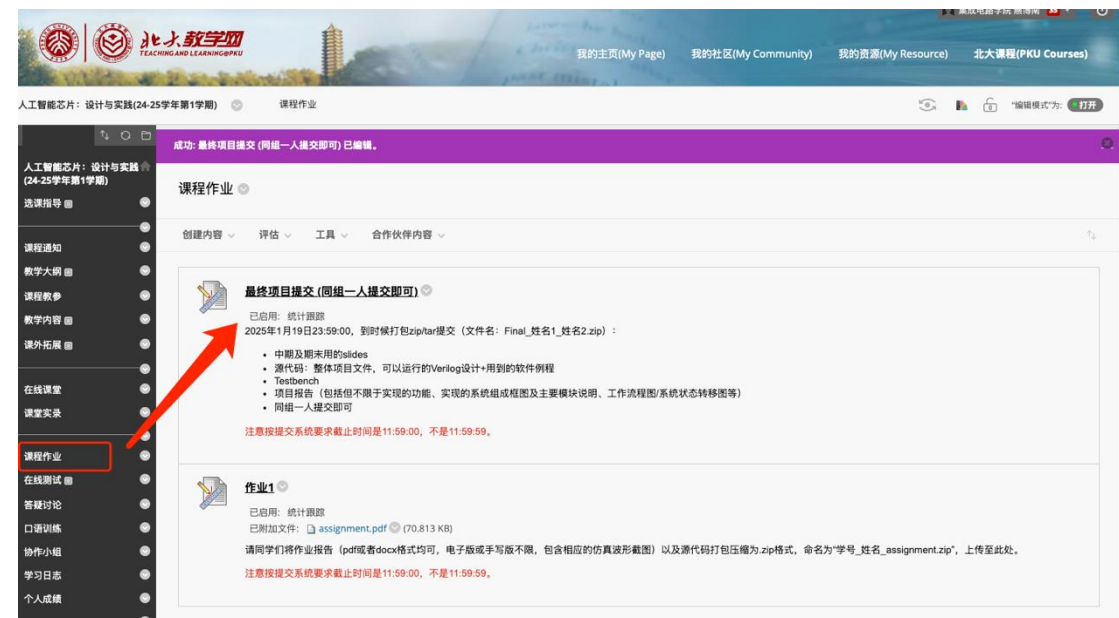 北大教学网
TEACHING AND LEARNING@PKU
我的主页(My Page) 我的社区(My Community) 我的资源(My Resource) 北大课程(PKU Courses)
人工智能芯片：设计与实践(24-25学年第1学期) 课程作业
"编辑模式"为: 打开
成功: 最终项目提交 (同组一人提交即可) 已编辑。
人工智能芯片：设计与实践
(24-25学年第1学期)
选课指导
课程通知
教学大纲
课程教参
教学内容
课外拓展
在线课堂
课堂实录
课程作业
在线测试
答疑讨论
口语训练
协作小组
学习日志
个人成绩
课程作业
创建内容 评估 工具 合作伙伴内容
最终项目提交 (同组一人提交即可)
已启用: 统计跟踪
2025年1月19日23:59:00，到时候打包zip/tar提交（文件名：Final_姓名1_姓名2.zip）：
• 中期及期末用的slides
• 源代码：整体项目文件，可以运行的Verilog设计+用到的软件例程
• Testbench
• 项目报告（包括但不限于实现的功能、实现的系统组成框图及主要模块说明、工作流程图/系统状态转移图等）
• 同组一人提交即可
注意按提交系统要求截止时间是11:59:00，不是11:59:59。
作业1
已启用: 统计跟踪
已附加文件: assignment.pdf (70.813 KB)
请同学们将作业报告（pdf或者docx格式均可，电子版或手写版不限，包含相应的仿真波形截图）以及源代码打包压缩为.zip格式，命名为"学号_姓名_assignment.zip"，上传至此处。
注意按提交系统要求截止时间是11:59:00，不是11:59:59。